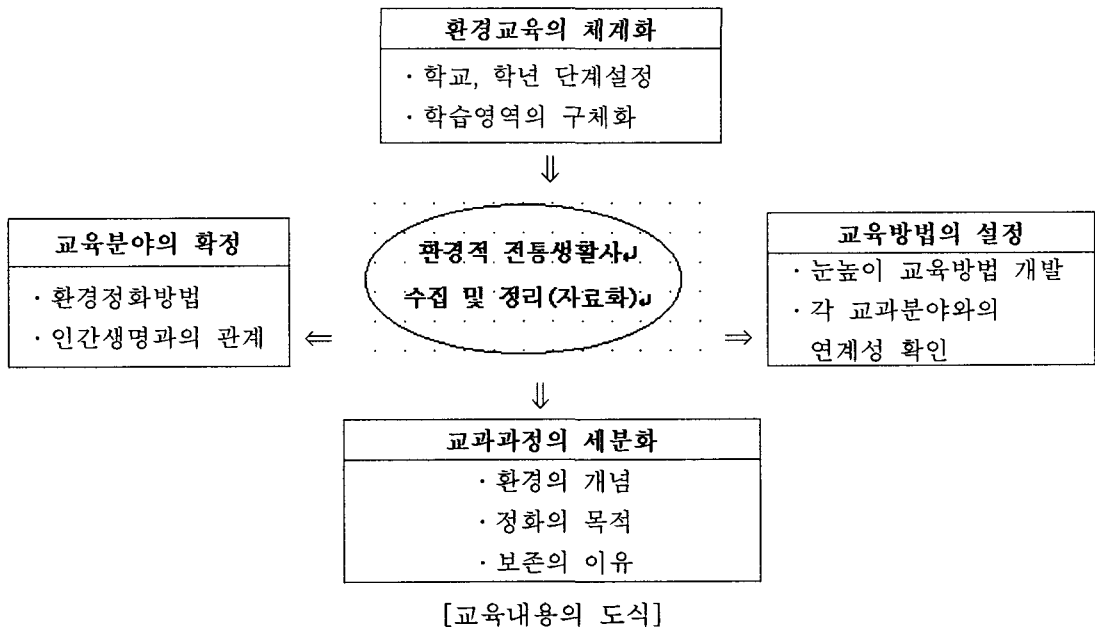 환경교육의 체계화
· 학교, 학년 단계설정
· 학습영역의 구체화
⇓
교육분야의 확정
· 환경정화방법
· 인간생명과의 관계
⇐
환경적 전통생활사↲
수집 및 정리(자료화)↲
⇒
교육방법의 설정
· 눈높이 교육방법 개발
· 각 교과분야와의
연계성 확인
⇓
교과과정의 세분화
· 환경의 개념
· 정화의 목적
· 보존의 이유
[교육내용의 도식]